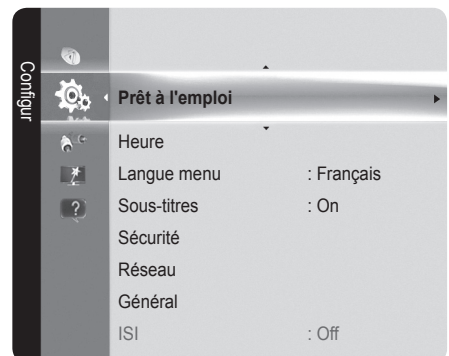 Configur
Prêt à l'emploi
Heure
Langue menu : Français
Sous-titres : On
Sécurité
Réseau
Général
ISI : Off